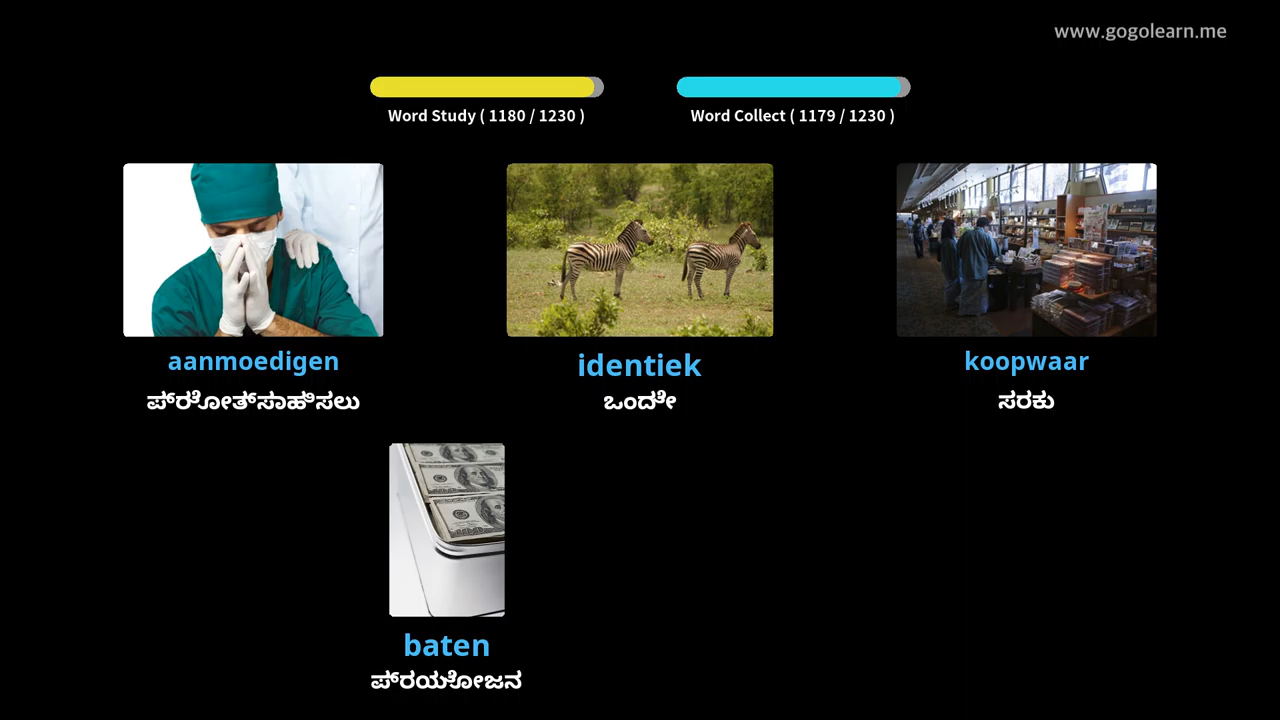 www.gogolearn.me
Word Study ( 1180 / 1230 )
Word Collect ( 1179 / 1230 )
aanmoedigen
identiek
koopwaar
ಪ್ರೋತ್ಸಾಹಿಸಲು
ಒಂದೇ
ಸರಕು
baten
ಪ್ರಯೋಜನ